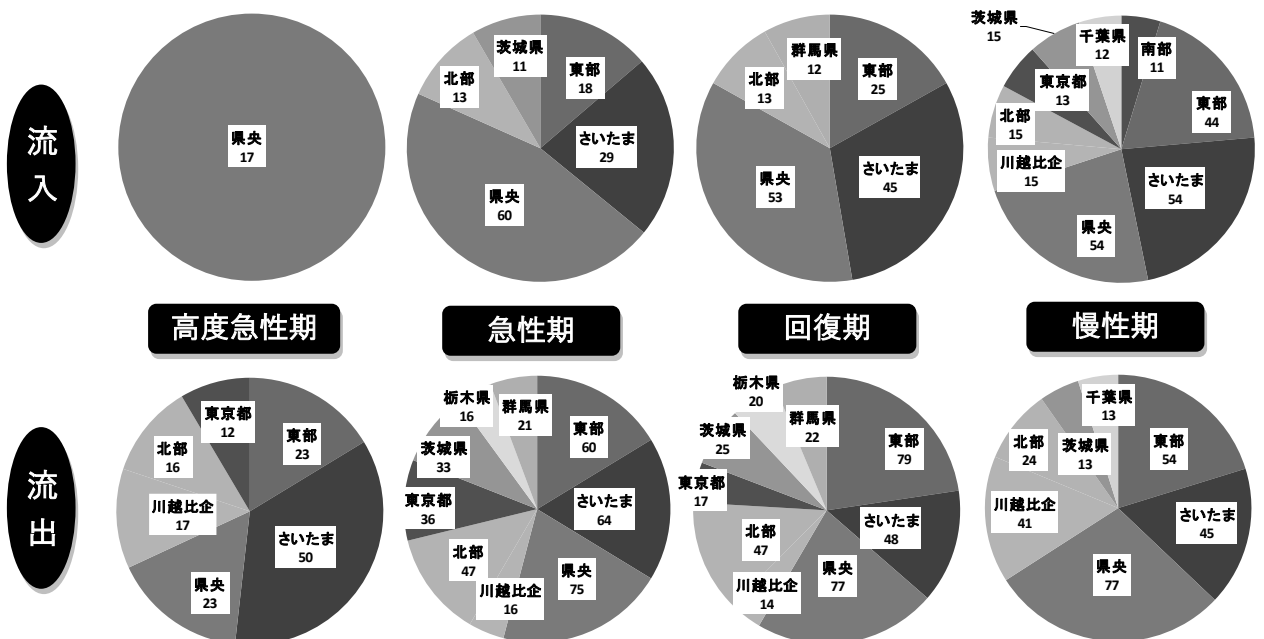 流入
県央
17
茨城県
11
東部
18
北部
13
さいたま
29
県央
60
群馬県
12
東部
25
北部
13
さいたま
45
県央
53
茨城県
15
千葉県
12
南部
11
東京都
13
東部
44
北部
15
川越比企
15
さいたま
54
県央
54
高度急性期
急性期
回復期
慢性期
流出
東京都
12
東部
23
北部
16
川越比企
17
さいたま
50
県央
23
栃木県
16
群馬県
21
東部
60
茨城県
33
さいたま
64
東京都
36
北部
47
県央
75
川越比企
16
栃木県
20
群馬県
22
東部
79
茨城県
25
東京都
17
さいたま
48
北部
47
県央
77
川越比企
14
千葉県
13
東部
54
北部
24
茨城県
13
川越比企
41
さいたま
45
県央
77